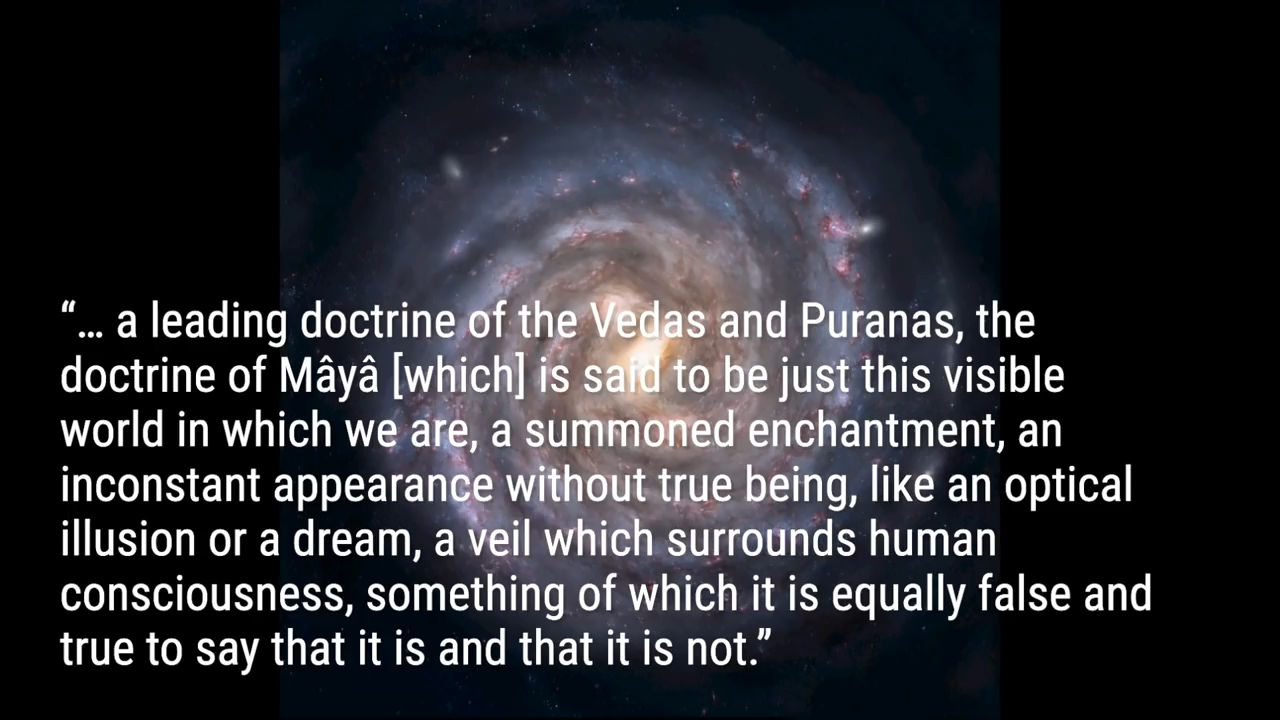 “… a leading doctrine of the Vedas and Puranas, the
doctrine of Mâyâ [which] is said to be just this visible
world in which we are, a summoned enchantment, an
inconstant appearance without true being, like an optical
illusion or a dream, a veil which surrounds human
consciousness, something of which it is equally false and
true to say that it is and that it is not.”